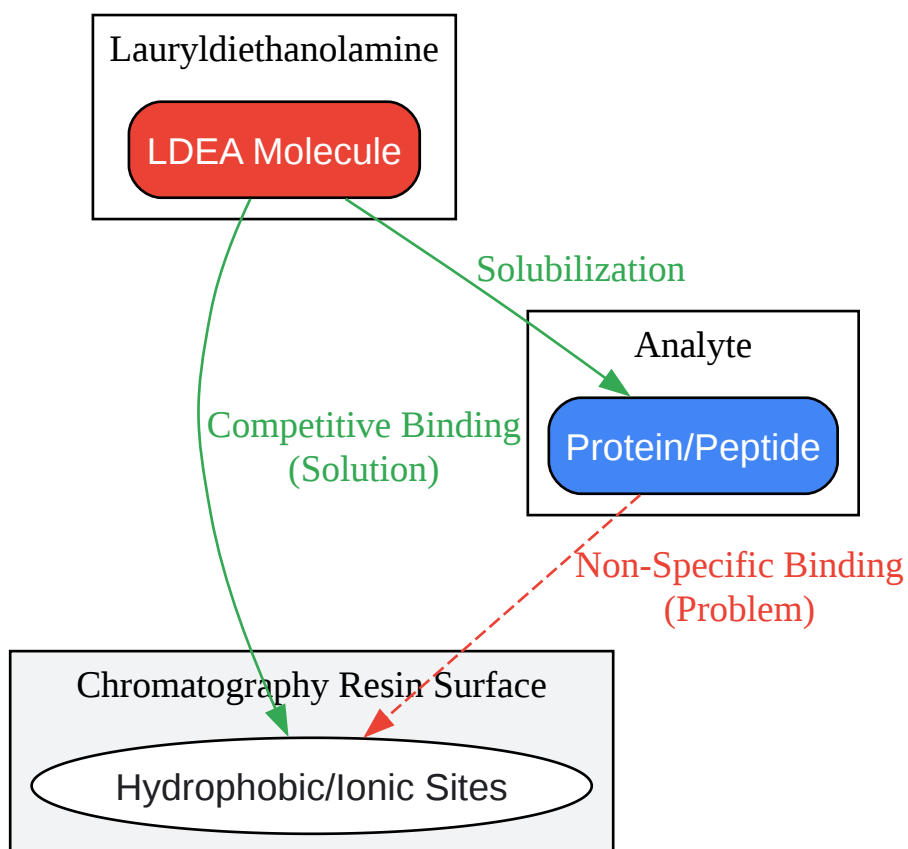 Lauryldiethanolamine
LDEA Molecule
Solubilization
Analyte
Protein/Peptide
Competitive Binding
(Solution)
Non-Specific Binding
(Problem)
Chromatography Resin Surface
Hydrophobic/Ionic Sites